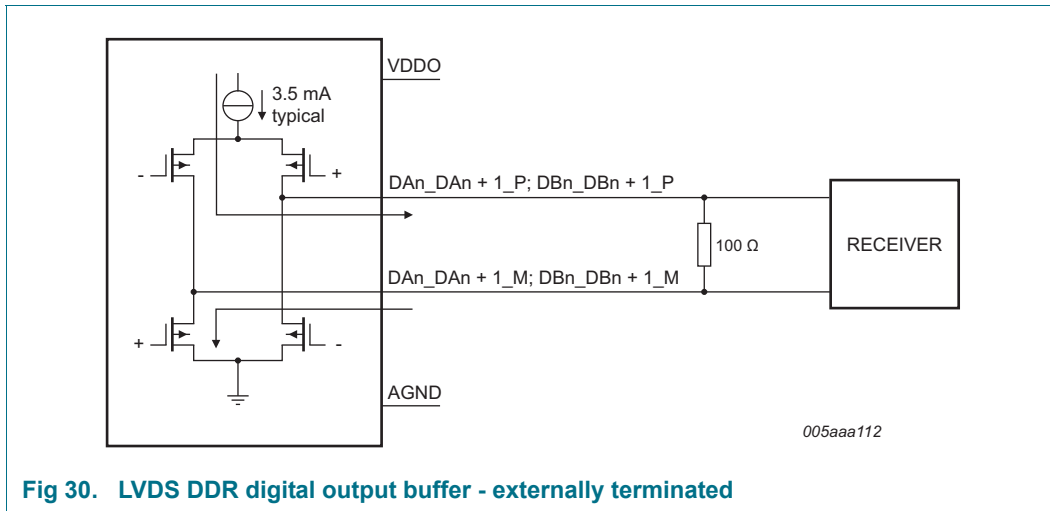 VDDO
3.5 mA
typical
-
+
DAn_DAn + 1_P; DBn_DBn + 1_P
100 Ω
RECEIVER
DAn_DAn + 1_M; DBn_DBn + 1_M
+
-
AGND
005aaa112
Fig 30. LVDS DDR digital output buffer - externally terminated